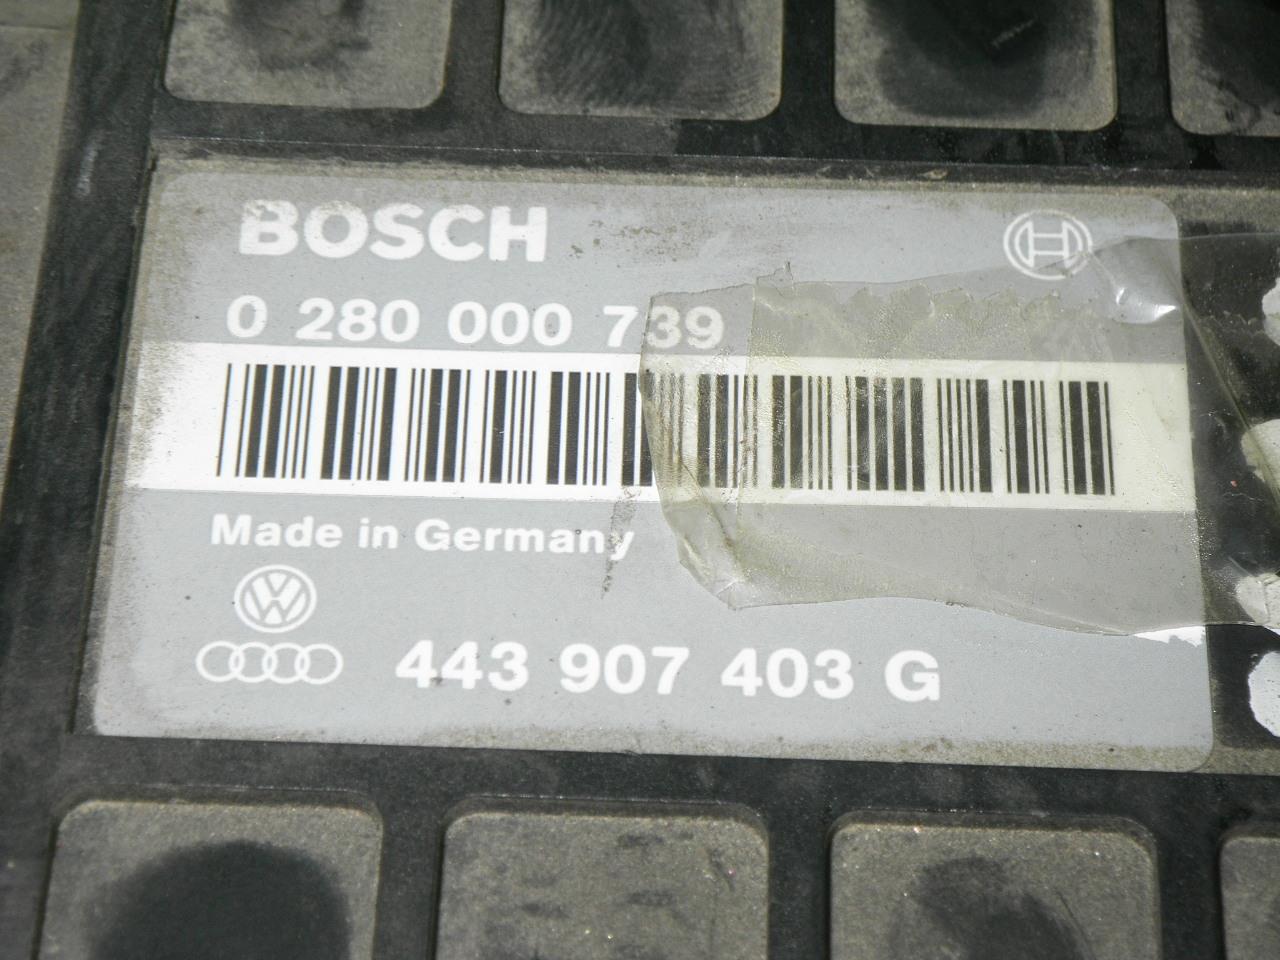 BOSCH
0 280 000 739
Made in Germany
443 907 403 G